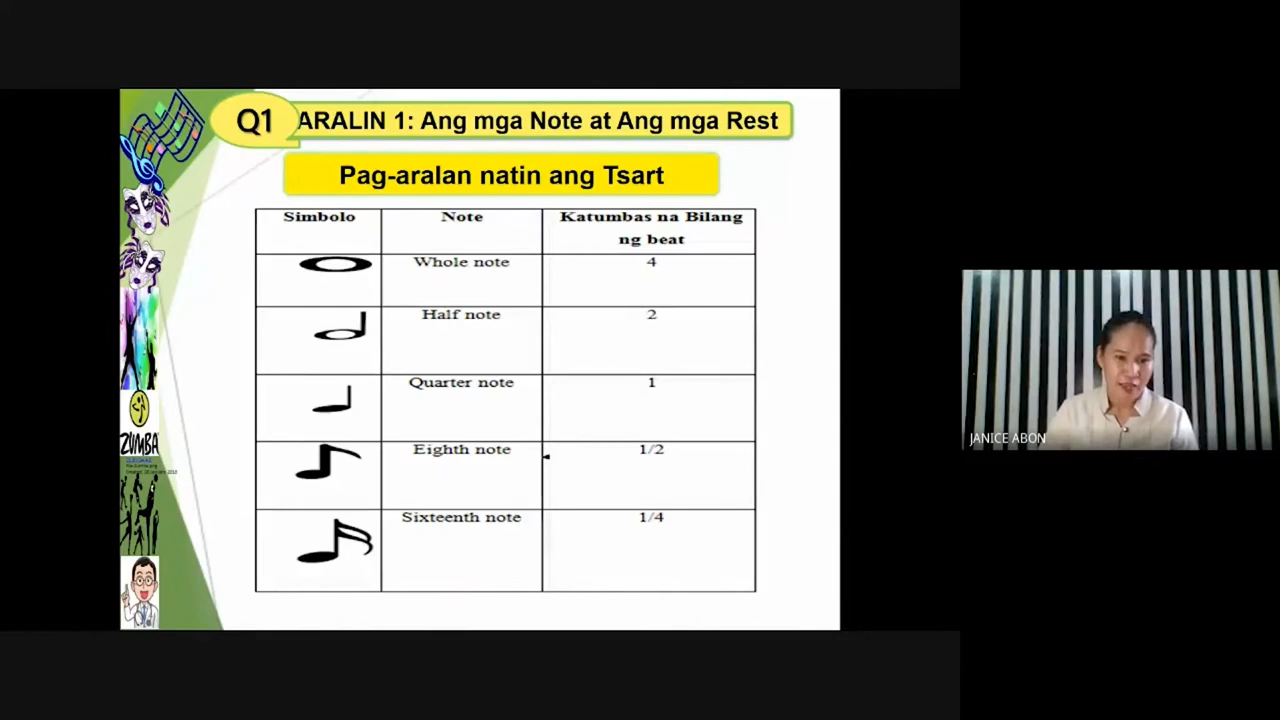 Q1
ARALIN 1: Ang mga Note at Ang mga Rest
Pag-aralan natin ang Tsart
Simbolo Note Katumbas na Bilang
ng beat
Whole note 4
Half note 2
Quarter note 1
Eighth note 1/2
Sixteenth note 1/4
ZUMBA
JANICE ABON